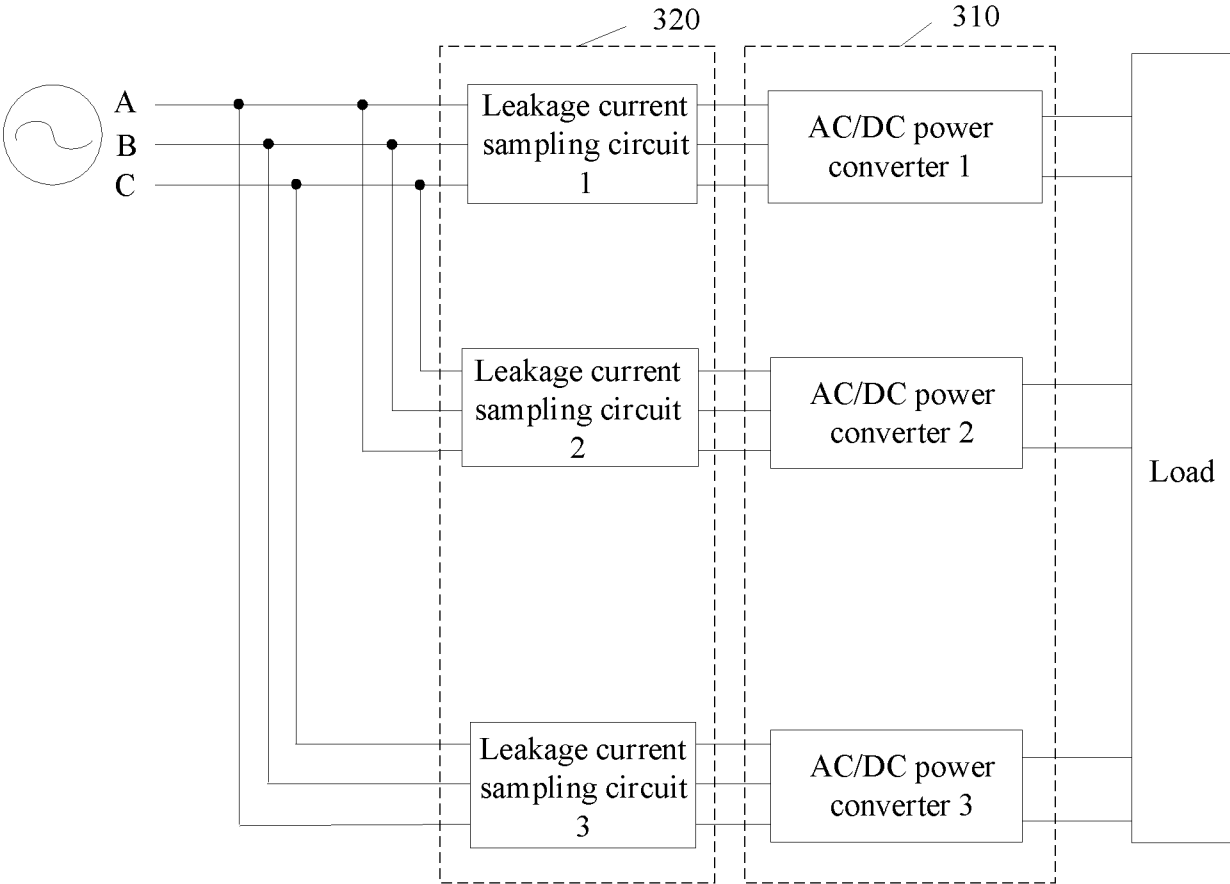 320
310
A
B
C
Leakage current
sampling circuit
1
AC/DC power
converter 1
Leakage current
sampling circuit
2
AC/DC power
converter 2
Load
Leakage current
sampling circuit
3
AC/DC power
converter 3